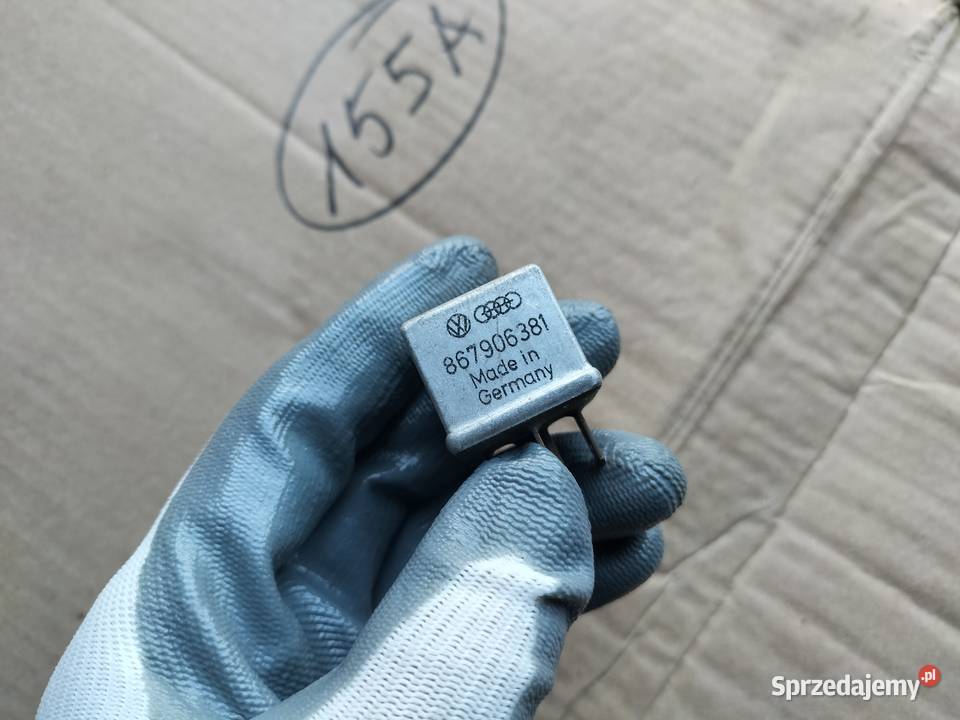 155A
867906381
Made in
Germany
Sprzedajemy.pl